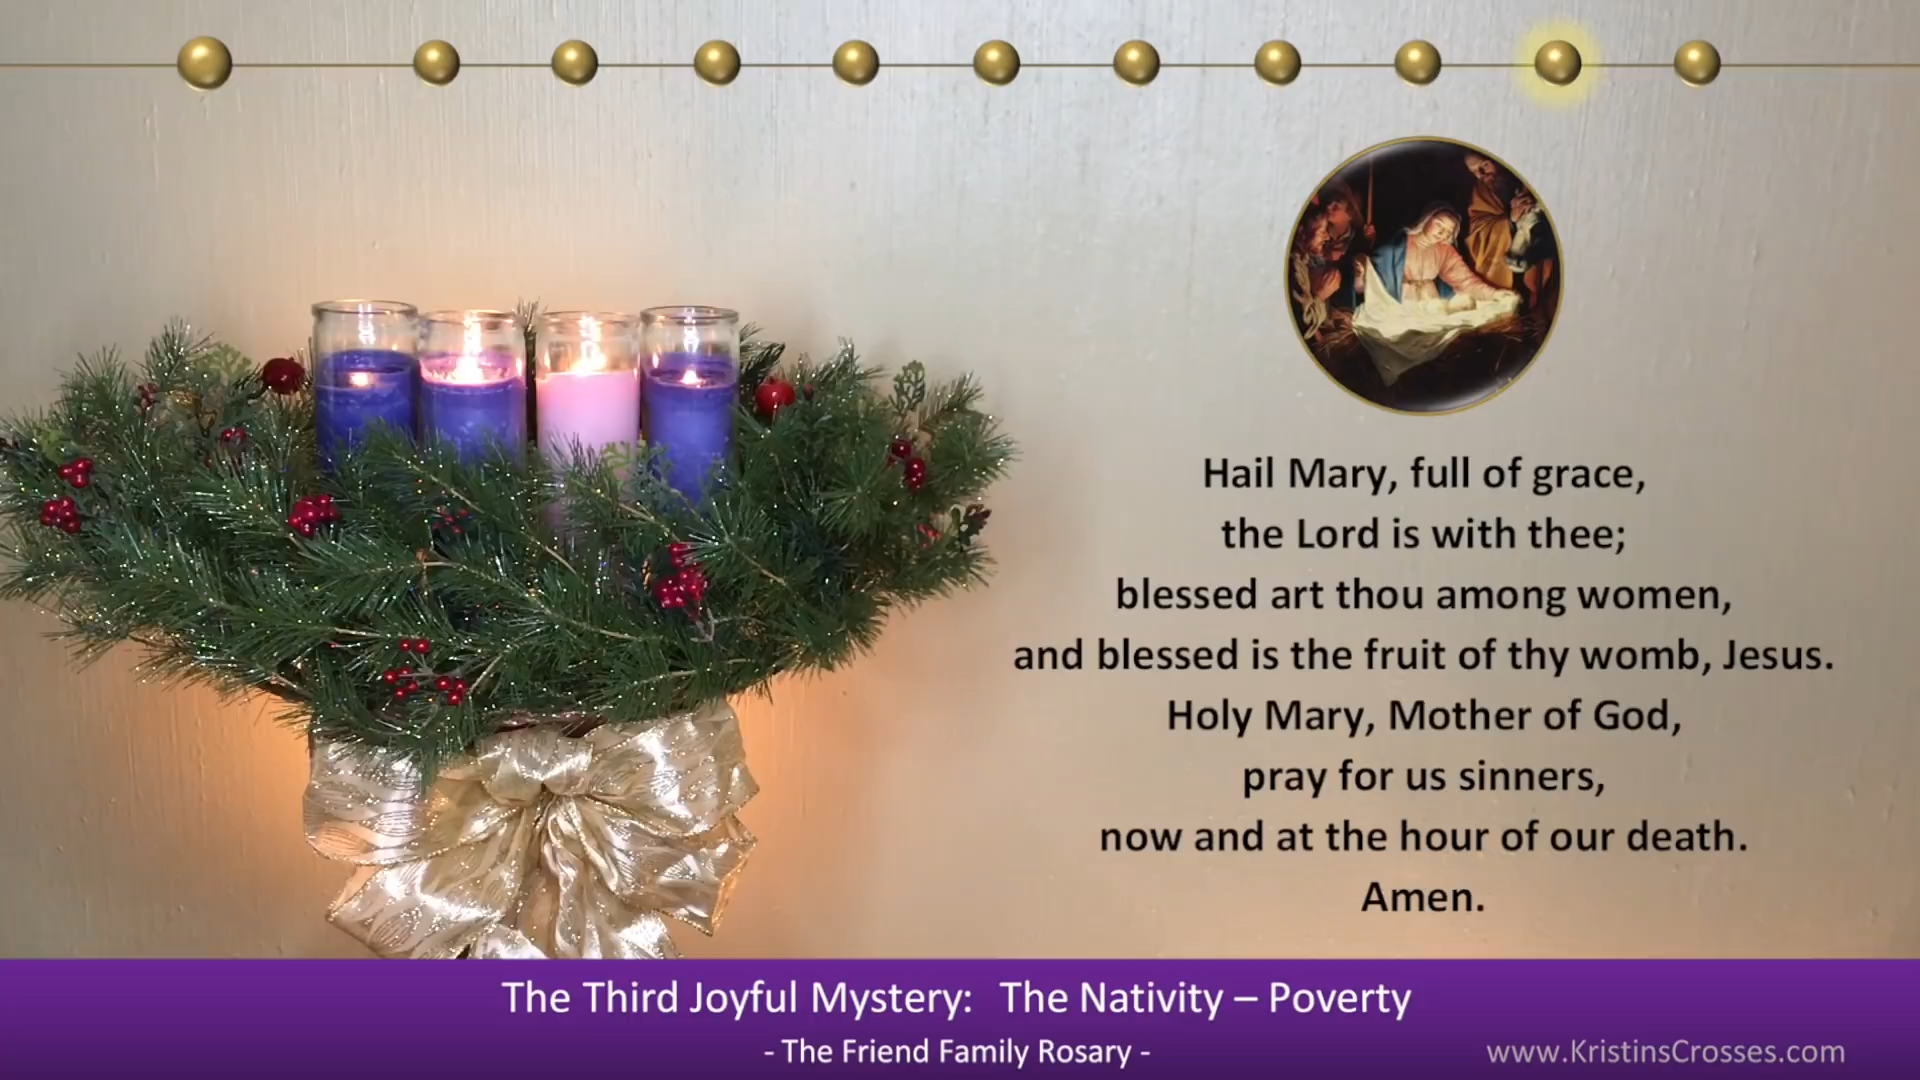 Hail Mary, full of grace,
the Lord is with thee;
blessed art thou among women,
and blessed is the fruit of thy womb, Jesus.
Holy Mary, Mother of God,
pray for us sinners,
now and at the hour of our death.
Amen.
The Third Joyful Mystery: The Nativity – Poverty
- The Friend Family Rosary -
www.KristinsCrosses.com